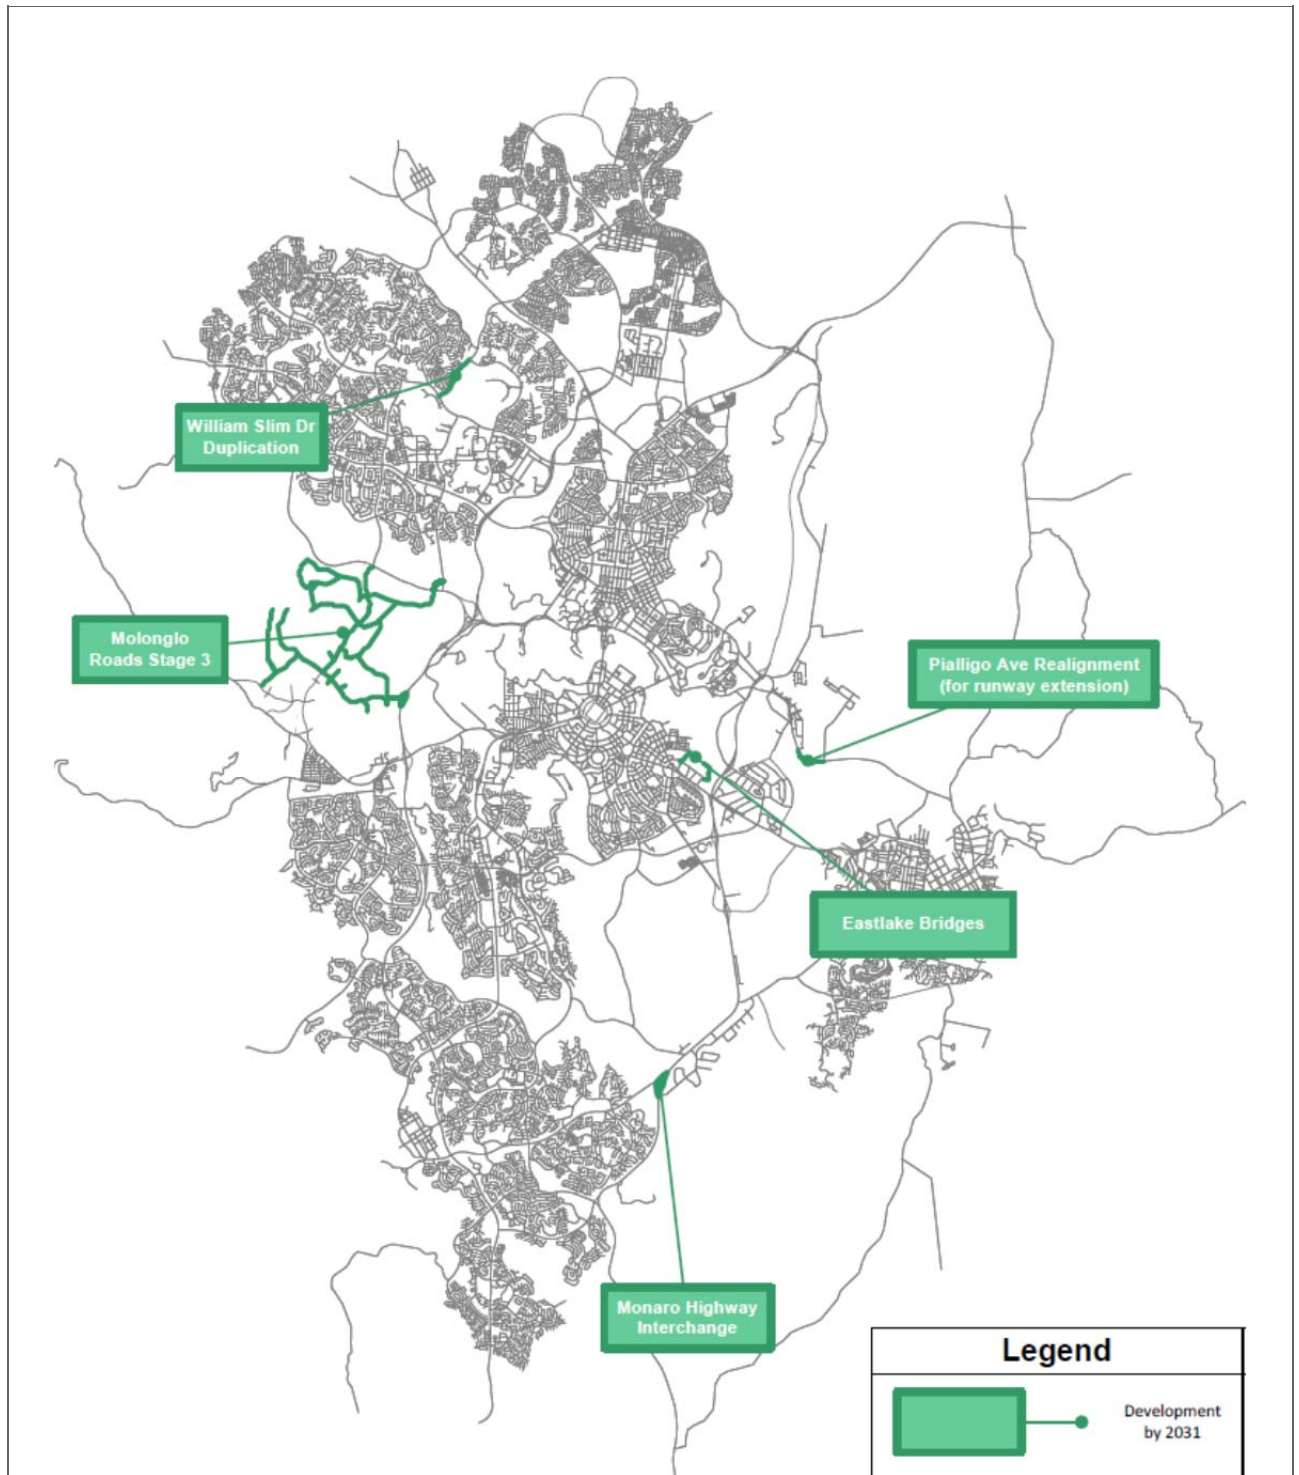 William Slim Dr
Duplication
Molonglo
Roads Stage 3
Pialligo Ave Realignment
(for runway extension)
Eastlake Bridges
Monaro Highway
Interchange
Legend
Development
by 2031